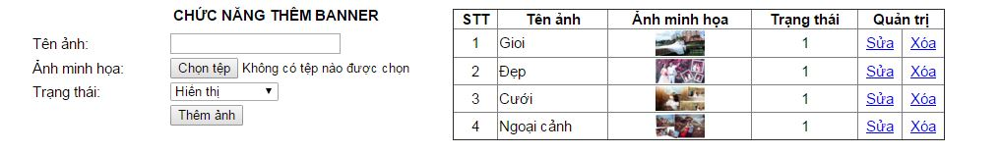 CHỨC NĂNG THÊM BANNER
Tên ảnh:
Ảnh minh họa: Chọn tệp Không có tệp nào được chọn
Trạng thái: Hiển thị
Thêm ảnh
STT Tên ảnh Ảnh minh họa Trạng thái Quản trị
1 Gioi 1 Sửa Xóa
2 Đẹp 1 Sửa Xóa
3 Cưới 1 Sửa Xóa
4 Ngoại cảnh 1 Sửa Xóa